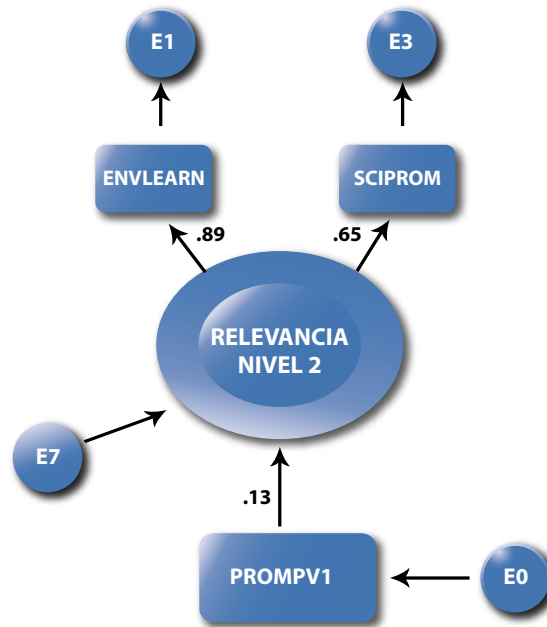 E1
E3
ENVLEARN
SCIPROM
.89
.65
RELEVANCIA
NIVEL 2
E7
.13
PROMPV1
E0